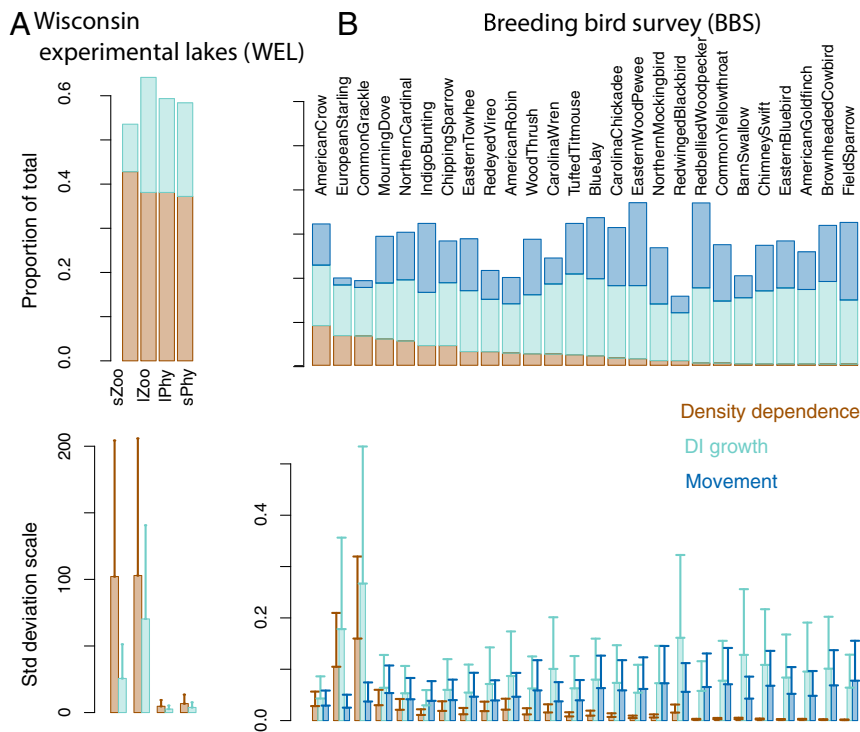 A Wisconsin
experimental lakes (WEL)
B Breeding bird survey (BBS)
Proportion of total
0.6
0.4
0.2
0.0
sZoo
lZoo
lPhy
sPhy
AmericanCrow
EuropeanStarling
CommonGrackle
MourningDove
NorthernCardinal
IndigoBunting
ChippingSparrow
EasternTowhee
RedeyedVireo
AmericanRobin
WoodThrush
CarolinaWren
TuftedTitmouse
BlueJay
CarolinaChickadee
EasternWoodPewee
NorthernMockingbird
RedwingedBlackbird
RedbelliedWoodpecker
CommonYellowthroat
BarnSwallow
ChimneySwift
EasternBluebird
AmericanGoldfinch
BrownheadedCowbird
FieldSparrow
Density dependence
DI growth
Movement
Std deviation scale
200
100
0
0.4
0.2
0.0